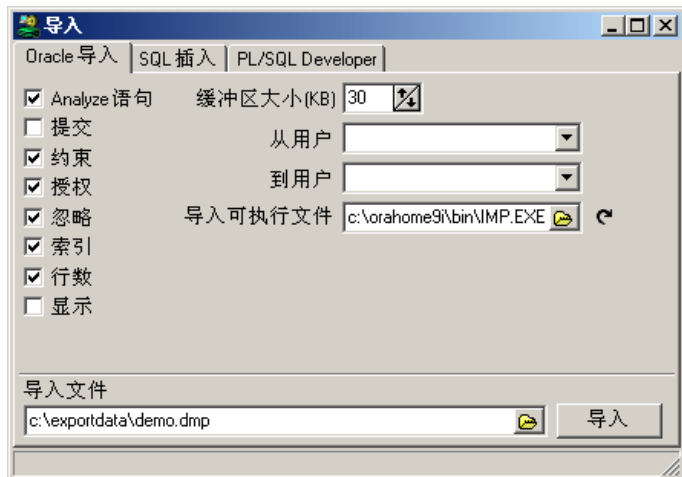 导入
Oracle 导入 SQL 插入 PL/SQL Developer
Analyze 语句 缓冲区大小(KB) 30
提交
从用户
约束
到用户
授权
忽略 导入可执行文件 c:\orahome9i\bin\IMP.EXE
索引
行数
显示
导入文件
c:\exportdata\demo.dmp 导入